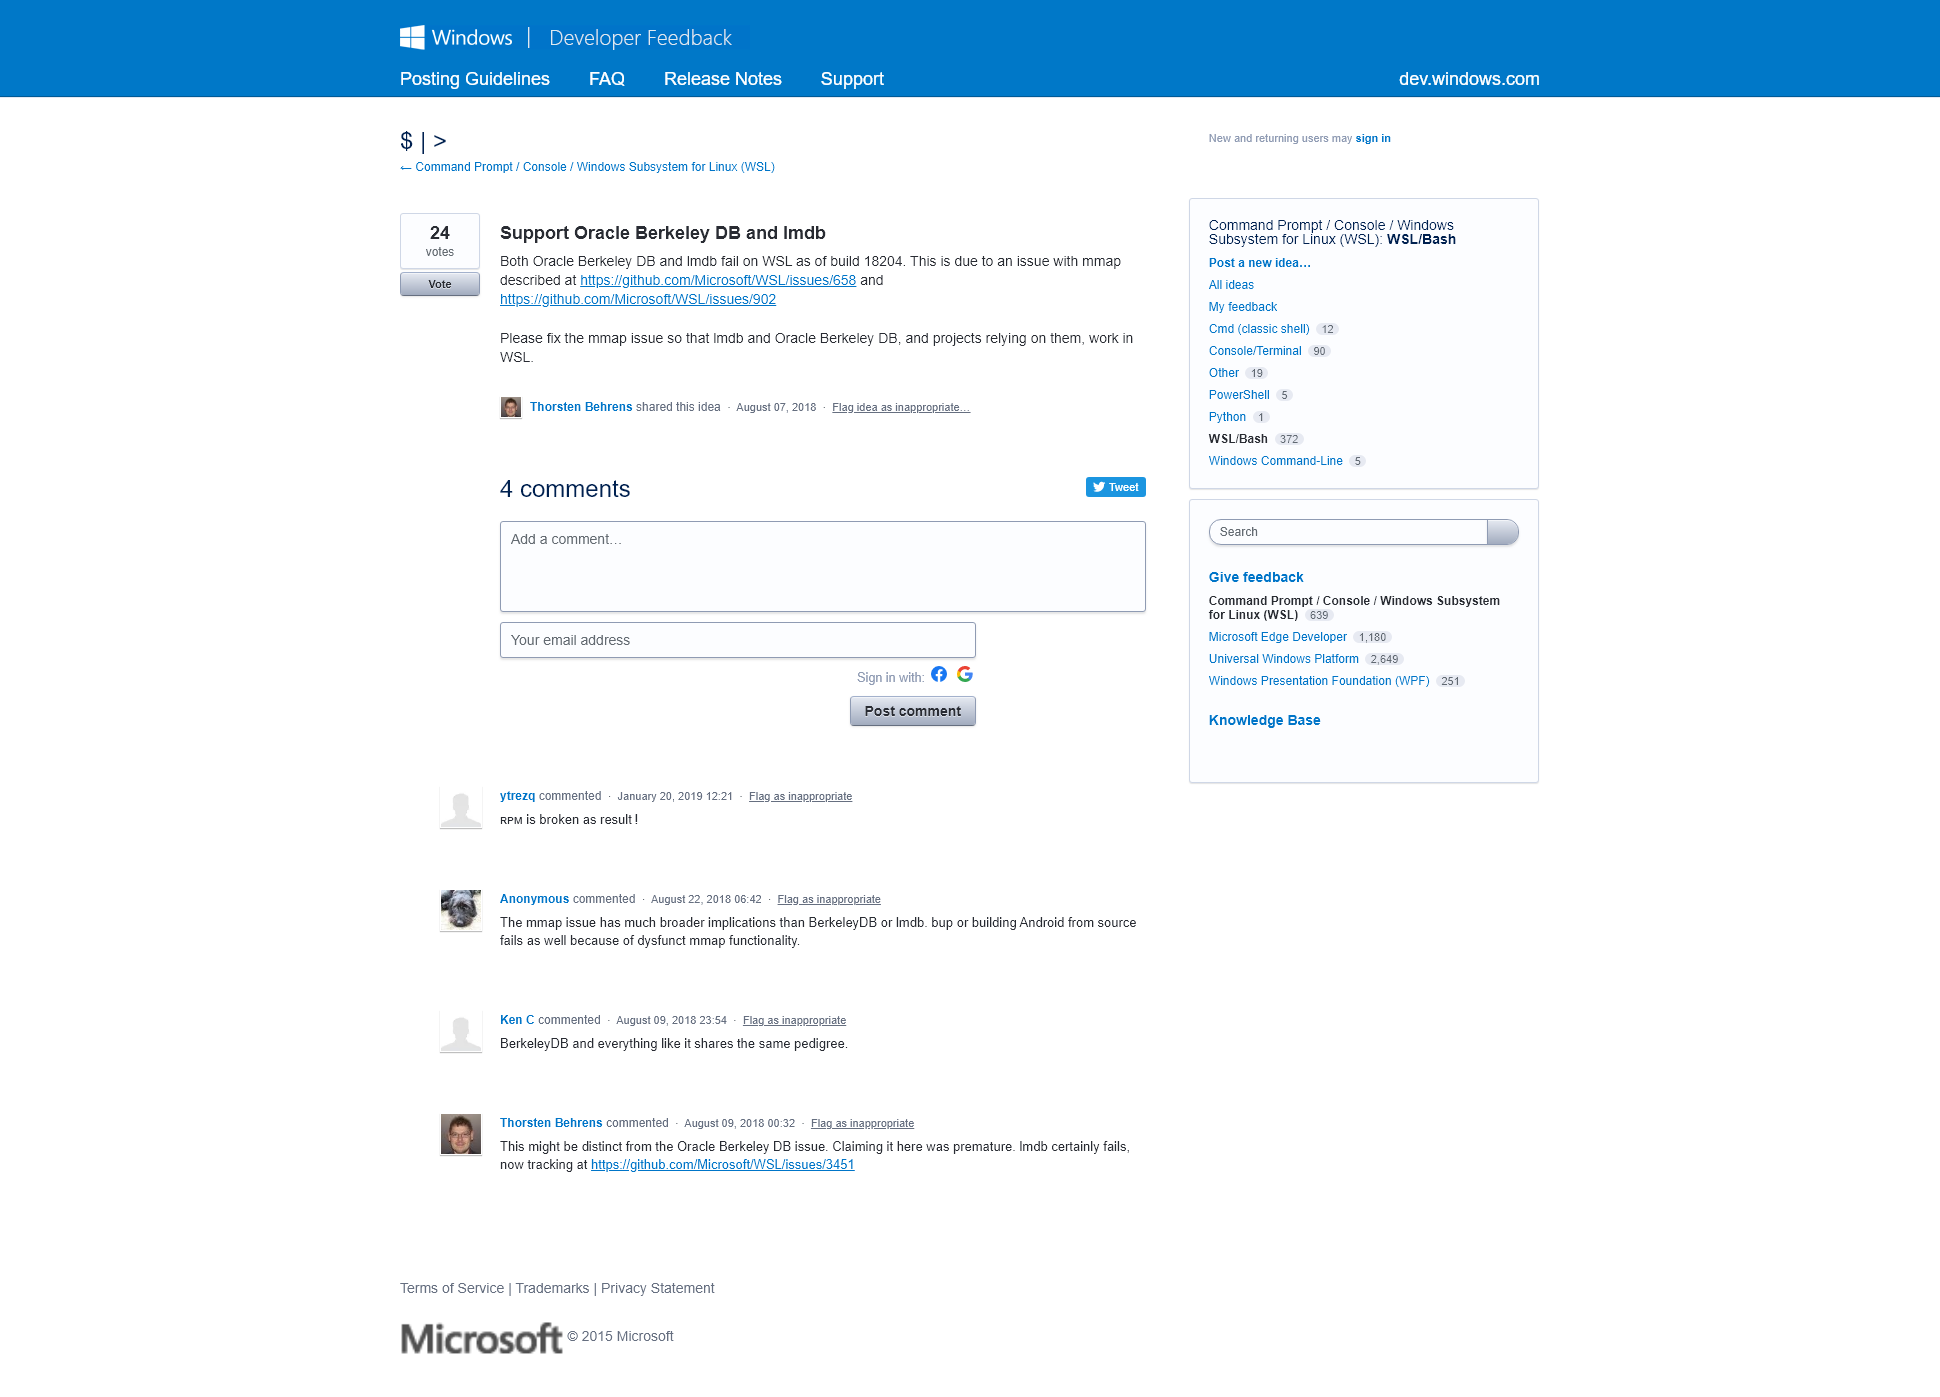 Windows | Developer Feedback
Posting Guidelines FAQ Release Notes Support dev.windows.com
$ | >
← Command Prompt / Console / Windows Subsystem for Linux (WSL)
New and returning users may sign in
24
votes
Vote
Support Oracle Berkeley DB and lmdb
Both Oracle Berkeley DB and lmdb fail on WSL as of build 18204. This is due to an issue with mmap
described at https://github.com/Microsoft/WSL/issues/658 and
https://github.com/Microsoft/WSL/issues/902
Please fix the mmap issue so that lmdb and Oracle Berkeley DB, and projects relying on them, work in
WSL.
Thorsten Behrens shared this idea · August 07, 2018 · Flag idea as inappropriate…
4 comments
Tweet
Add a comment…
Your email address
Sign in with:
Post comment
ytrezq commented · January 20, 2019 12:21 · Flag as inappropriate
ʀᴘᴍ is broken as result !
Anonymous commented · August 22, 2018 06:42 · Flag as inappropriate
The mmap issue has much broader implications than BerkeleyDB or lmdb. bup or building Android from source
fails as well because of dysfunct mmap functionality.
Ken C commented · August 09, 2018 23:54 · Flag as inappropriate
BerkeleyDB and everything like it shares the same pedigree.
Thorsten Behrens commented · August 09, 2018 00:32 · Flag as inappropriate
This might be distinct from the Oracle Berkeley DB issue. Claiming it here was premature. lmdb certainly fails,
now tracking at https://github.com/Microsoft/WSL/issues/3451
Command Prompt / Console / Windows
Subsystem for Linux (WSL): WSL/Bash
Post a new idea…
All ideas
My feedback
Cmd (classic shell) 12
Console/Terminal 90
Other 19
PowerShell 5
Python 1
WSL/Bash 372
Windows Command-Line 5
Search
Give feedback
Command Prompt / Console / Windows Subsystem
for Linux (WSL) 639
Microsoft Edge Developer 1,180
Universal Windows Platform 2,649
Windows Presentation Foundation (WPF) 251
Knowledge Base
Terms of Service | Trademarks | Privacy Statement
Microsoft © 2015 Microsoft